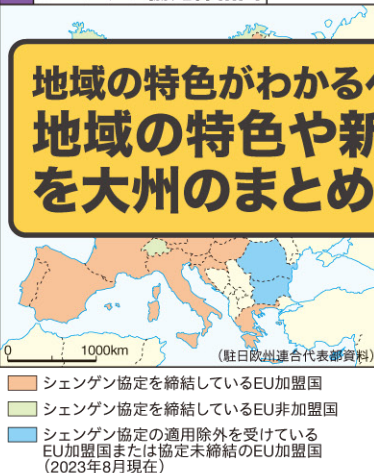 地域の特色がわかる
地域の特色や新
を大州のまとめ
0 1000km
(駐日欧州連合代表部資料)
シェンゲン協定を締結しているEU加盟国
シェンゲン協定を締結しているEU非加盟国
シェンゲン協定の適用除外を受けている
EU加盟国または協定未締結のEU加盟国
(2023年8月現在)